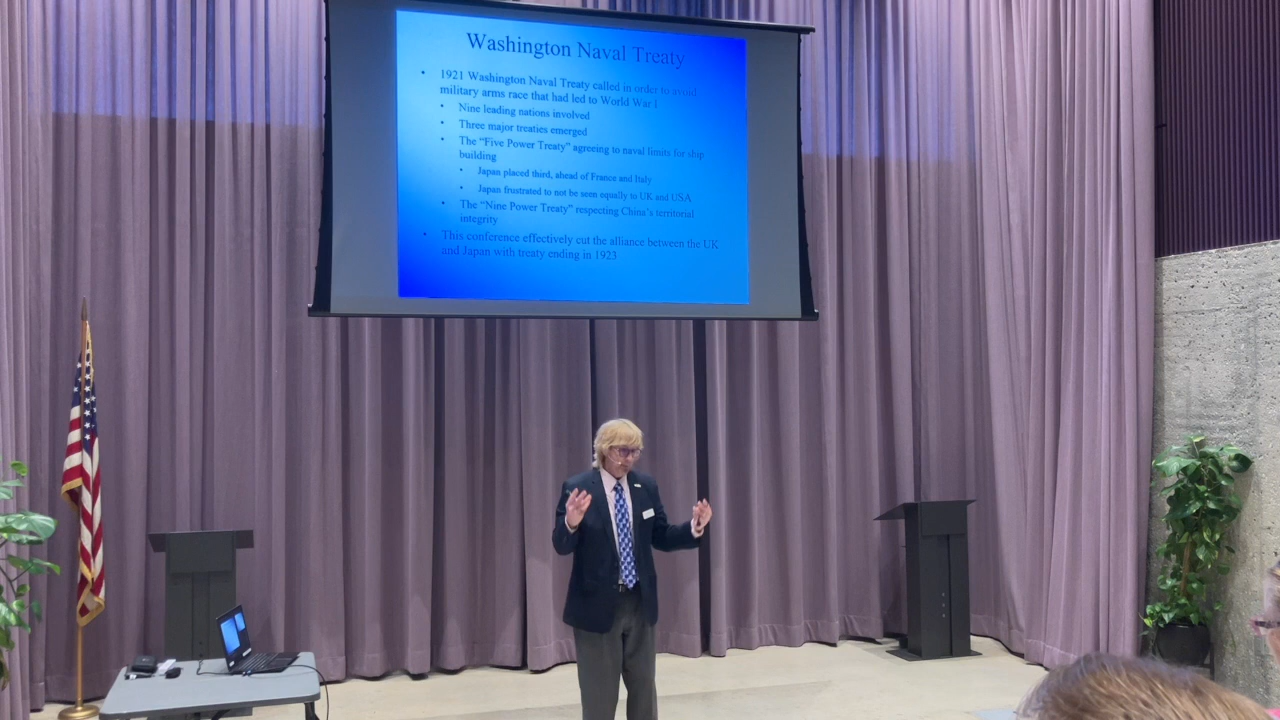 Washington Naval Treaty
• 1921 Washington Naval Treaty called in order to avoid
military arms race that had led to World War I
• Nine leading nations involved
• Three major treaties emerged
• The “Five Power Treaty” agreeing to naval limits for ship
building
• Japan placed third, ahead of France and Italy
• Japan frustrated to not be seen equally to UK and USA
• The “Nine Power Treaty” respecting China’s territorial
integrity
• This conference effectively cut the alliance between the UK
and Japan with treaty ending in 1923